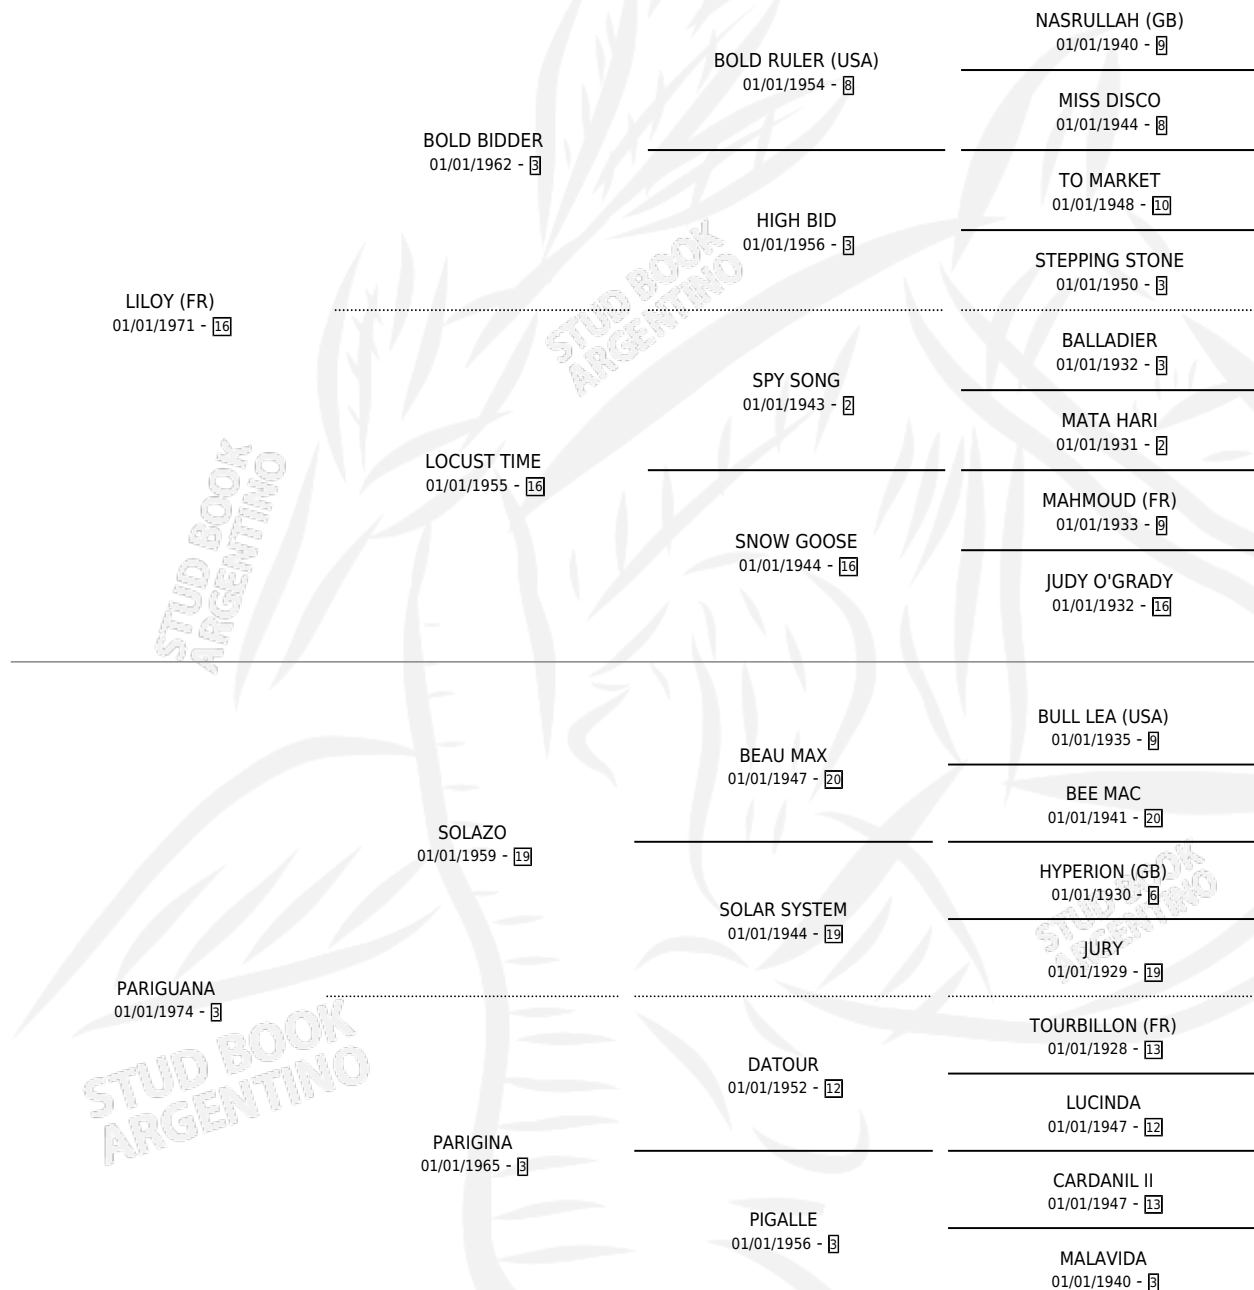 NASRULLAH (GB)
01/01/1940 - 9
BOLD RULER (USA)
01/01/1954 - 8
MISS DISCO
01/01/1944 - 8
BOLD BIDDER
01/01/1962 - 3
TO MARKET
01/01/1948 - 10
HIGH BID
01/01/1956 - 3
STEPPING STONE
01/01/1950 - 3
LILOY (FR)
01/01/1971 - 16
STUD BOOK
ARGENTINO
BALLADIER
01/01/1932 - 3
SPY SONG
01/01/1943 - 2
MATA HARI
01/01/1931 - 2
LOCUST TIME
01/01/1955 - 16
MAHMOUD (FR)
01/01/1933 - 9
SNOW GOOSE
01/01/1944 - 16
JUDY O'GRADY
01/01/1932 - 16
STUD BOOK
ARGENTINO
BULL LEA (USA)
01/01/1935 - 9
BEAU MAX
01/01/1947 - 20
BEE MAC
01/01/1941 - 20
SOLAZO
01/01/1959 - 19
HYPERION (GB)
01/01/1930 - 6
SOLAR SYSTEM
01/01/1944 - 19
STUD BOOK
ARGENTINO
JURY
01/01/1929 - 19
PARIGUANA
01/01/1974 - 3
STUD BOOK
ARGENTINO
TOURBILLON (FR)
01/01/1928 - 13
DATOUR
01/01/1952 - 12
LUCINDA
01/01/1947 - 12
PARIGINA
01/01/1965 - 3
CARDANIL II
01/01/1947 - 13
PIGALLE
01/01/1956 - 3
MALAVIDA
01/01/1940 - 3